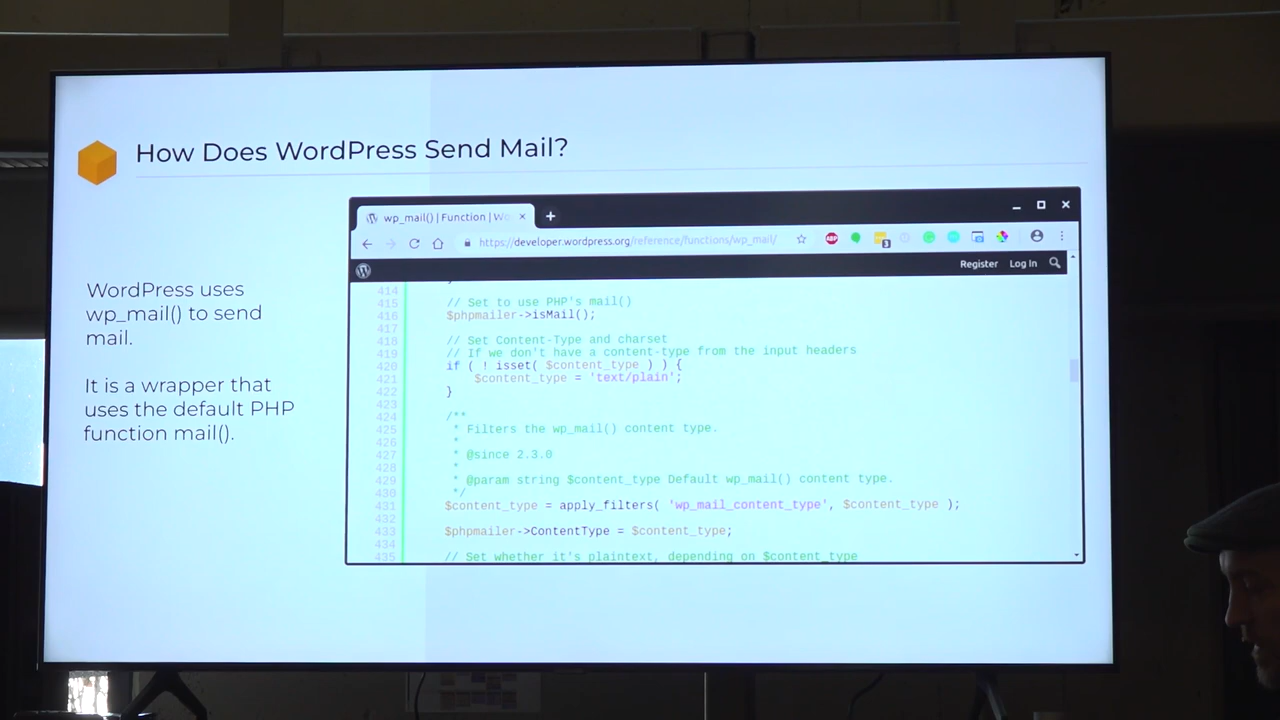 How Does WordPress Send Mail?
WordPress uses
wp_mail() to send
mail.
It is a wrapper that
uses the default PHP
function mail().
wp_mail() | Function | Wo
https://developer.wordpress.org/reference/functions/wp_mail/
ABP
3
Register Log In
414
415 // Set to use PHP's mail()
416 $phpmailer->isMail();
417
418 // Set Content-Type and charset
419 // If we don't have a content-type from the input headers
420 if ( ! isset( $content_type ) ) {
421 $content_type = 'text/plain';
422 }
423
424 /**
425 * Filters the wp_mail() content type.
426 *
427 * @since 2.3.0
428 *
429 * @param string $content_type Default wp_mail() content type.
430 */
431 $content_type = apply_filters( 'wp_mail_content_type', $content_type );
432
433 $phpmailer->ContentType = $content_type;
434
435 // Set whether it's plaintext, depending on $content_type